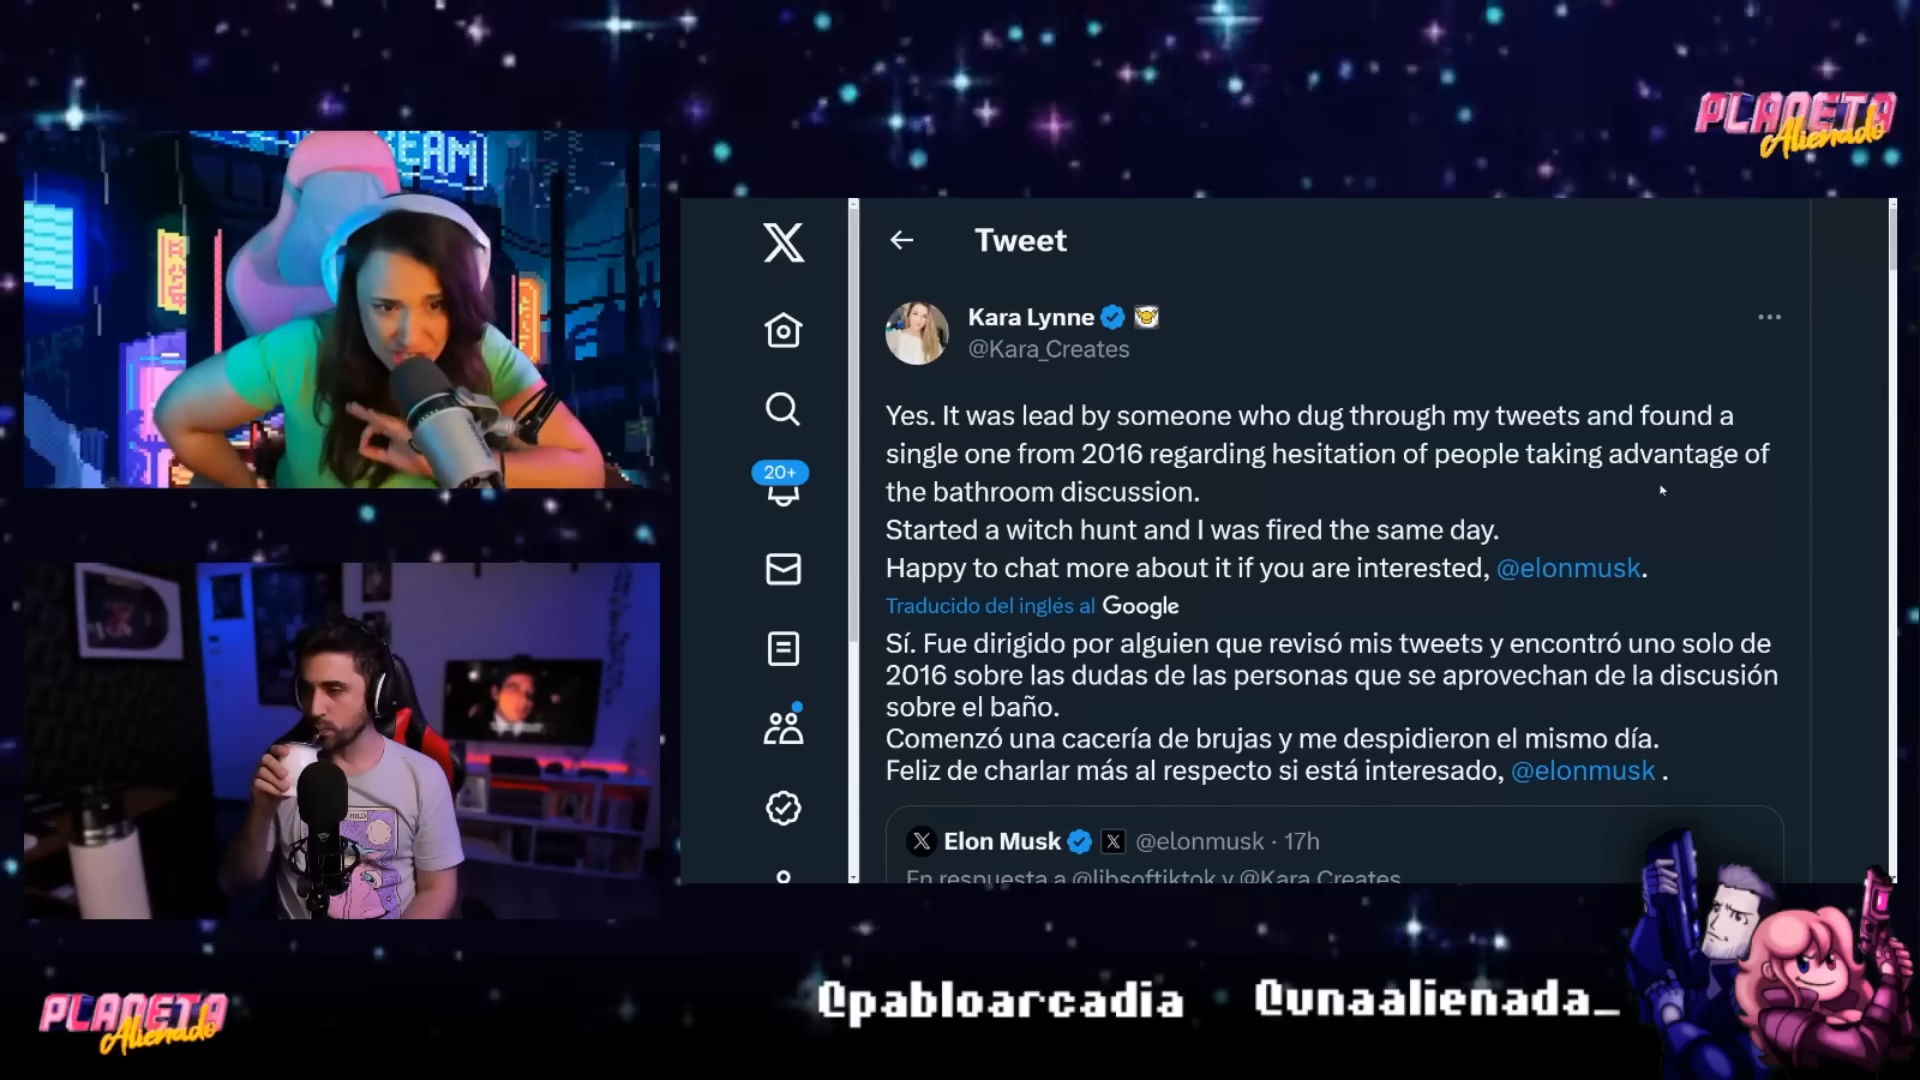 EAM
PLANETA
Alienado
Tweet
Kara Lynne
@Kara_Creates
Yes. It was lead by someone who dug through my tweets and found a
single one from 2016 regarding hesitation of people taking advantage of
the bathroom discussion.
Started a witch hunt and I was fired the same day.
Happy to chat more about it if you are interested, @elonmusk.
Traducido del inglés al Google
Sí. Fue dirigido por alguien que revisó mis tweets y encontró uno solo de
2016 sobre las dudas de las personas que se aprovechan de la discusión
sobre el baño.
Comenzó una cacería de brujas y me despidieron el mismo día.
Feliz de charlar más al respecto si está interesado, @elonmusk .
Elon Musk @elonmusk · 17h
En respuesta a @libsoftiktok y @Kara_Creates
20+
PLANETA
Alienado
@pabloarcadia @unaalienada_